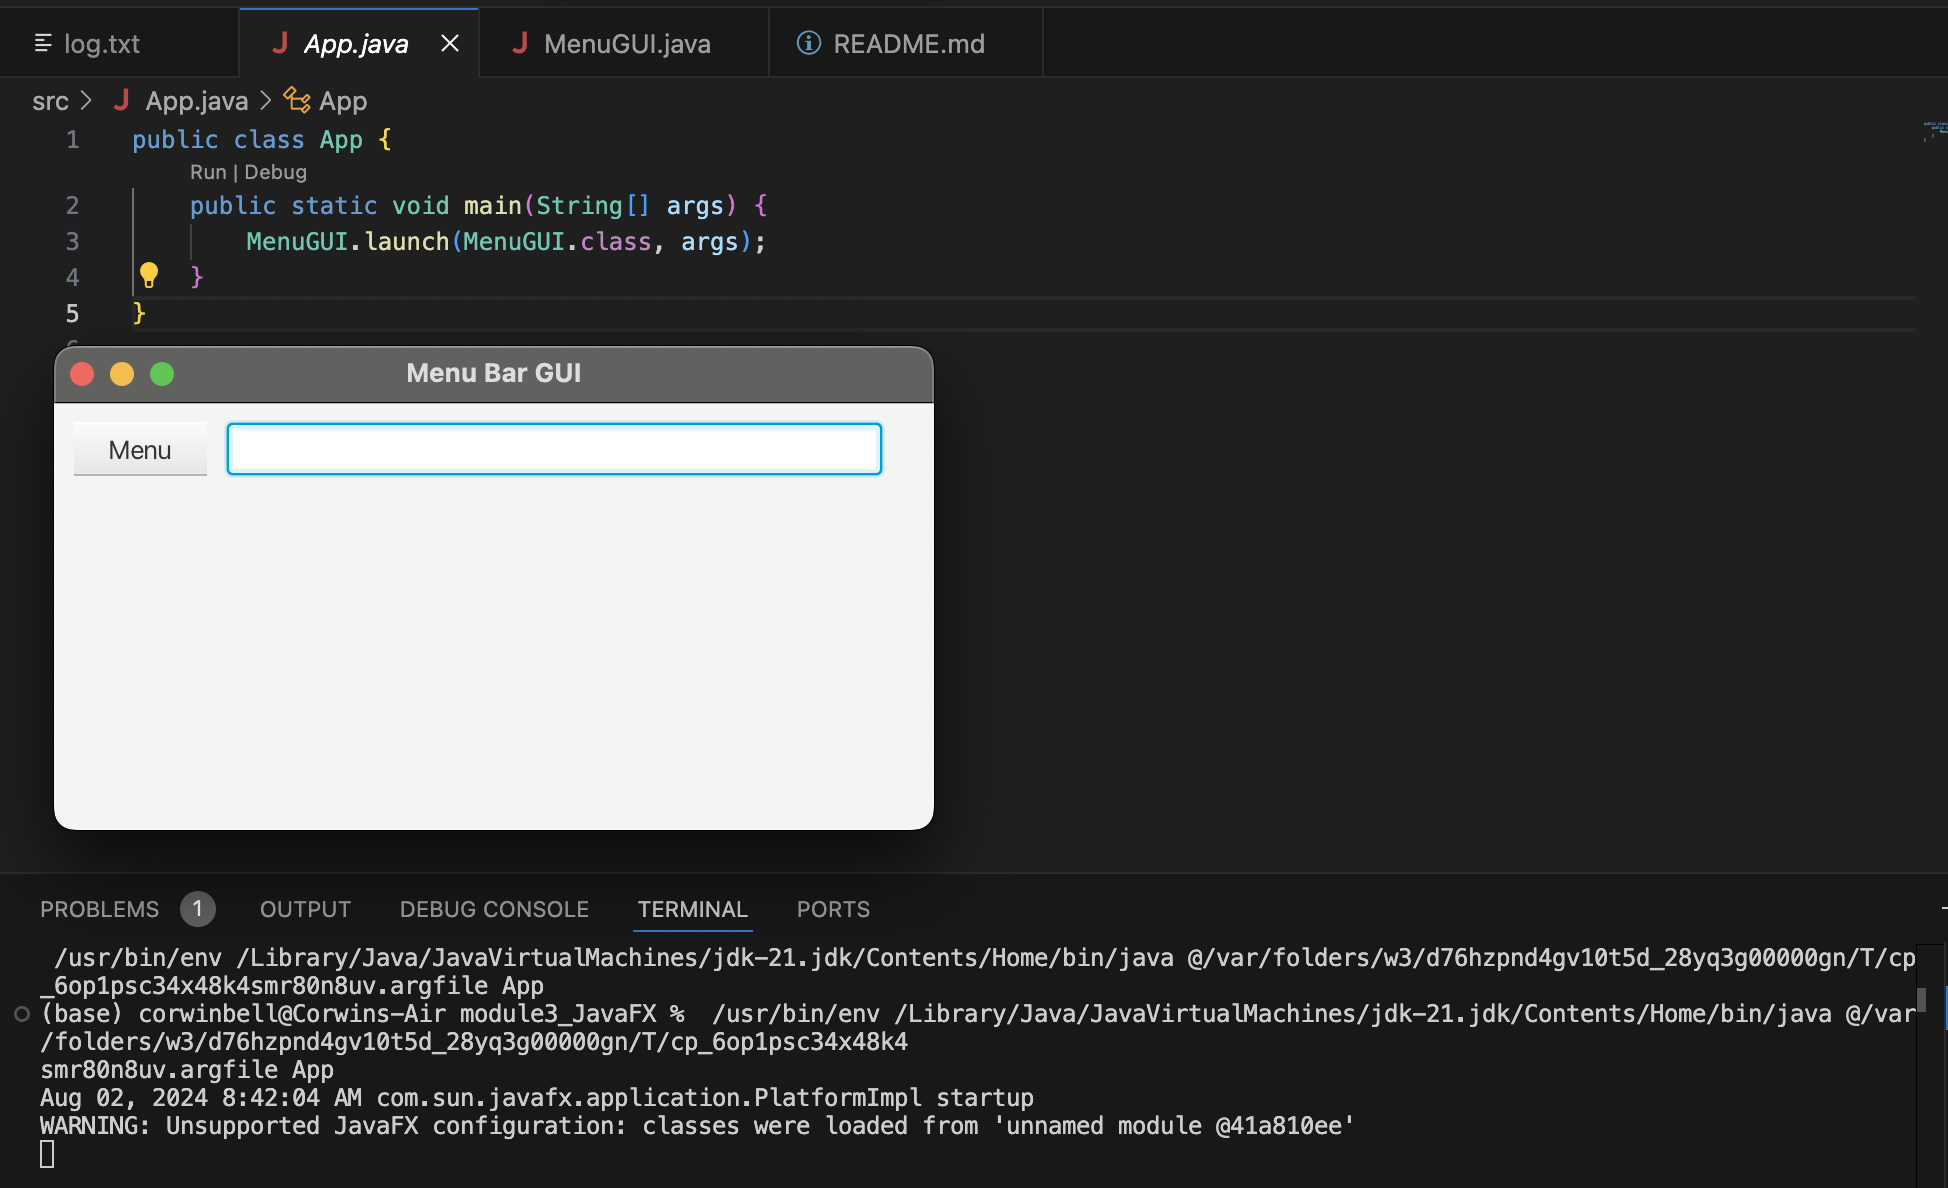 log.txt
App.java
MenuGUI.java
README.md
src > App.java > App
1 public class App {
Run | Debug
2 public static void main(String[] args) {
3 MenuGUI.launch(MenuGUI.class, args);
4 }
5 }
Menu Bar GUI
Menu
PROBLEMS 1 OUTPUT DEBUG CONSOLE TERMINAL PORTS
/usr/bin/env /Library/Java/JavaVirtualMachines/jdk-21.jdk/Contents/Home/bin/java @/var/folders/w3/d76hzpnd4gv10t5d_28yq3g00000gn/T/cp
_6op1psc34x48k4smr80n8uv.argfile App
(base) corwinbell@Corwins-Air module3_JavaFX %  /usr/bin/env /Library/Java/JavaVirtualMachines/jdk-21.jdk/Contents/Home/bin/java @/var
/folders/w3/d76hzpnd4gv10t5d_28yq3g00000gn/T/cp_6op1psc34x48k4
smr80n8uv.argfile App
Aug 02, 2024 8:42:04 AM com.sun.javafx.application.PlatformImpl startup
WARNING: Unsupported JavaFX configuration: classes were loaded from 'unnamed module @41a810ee'